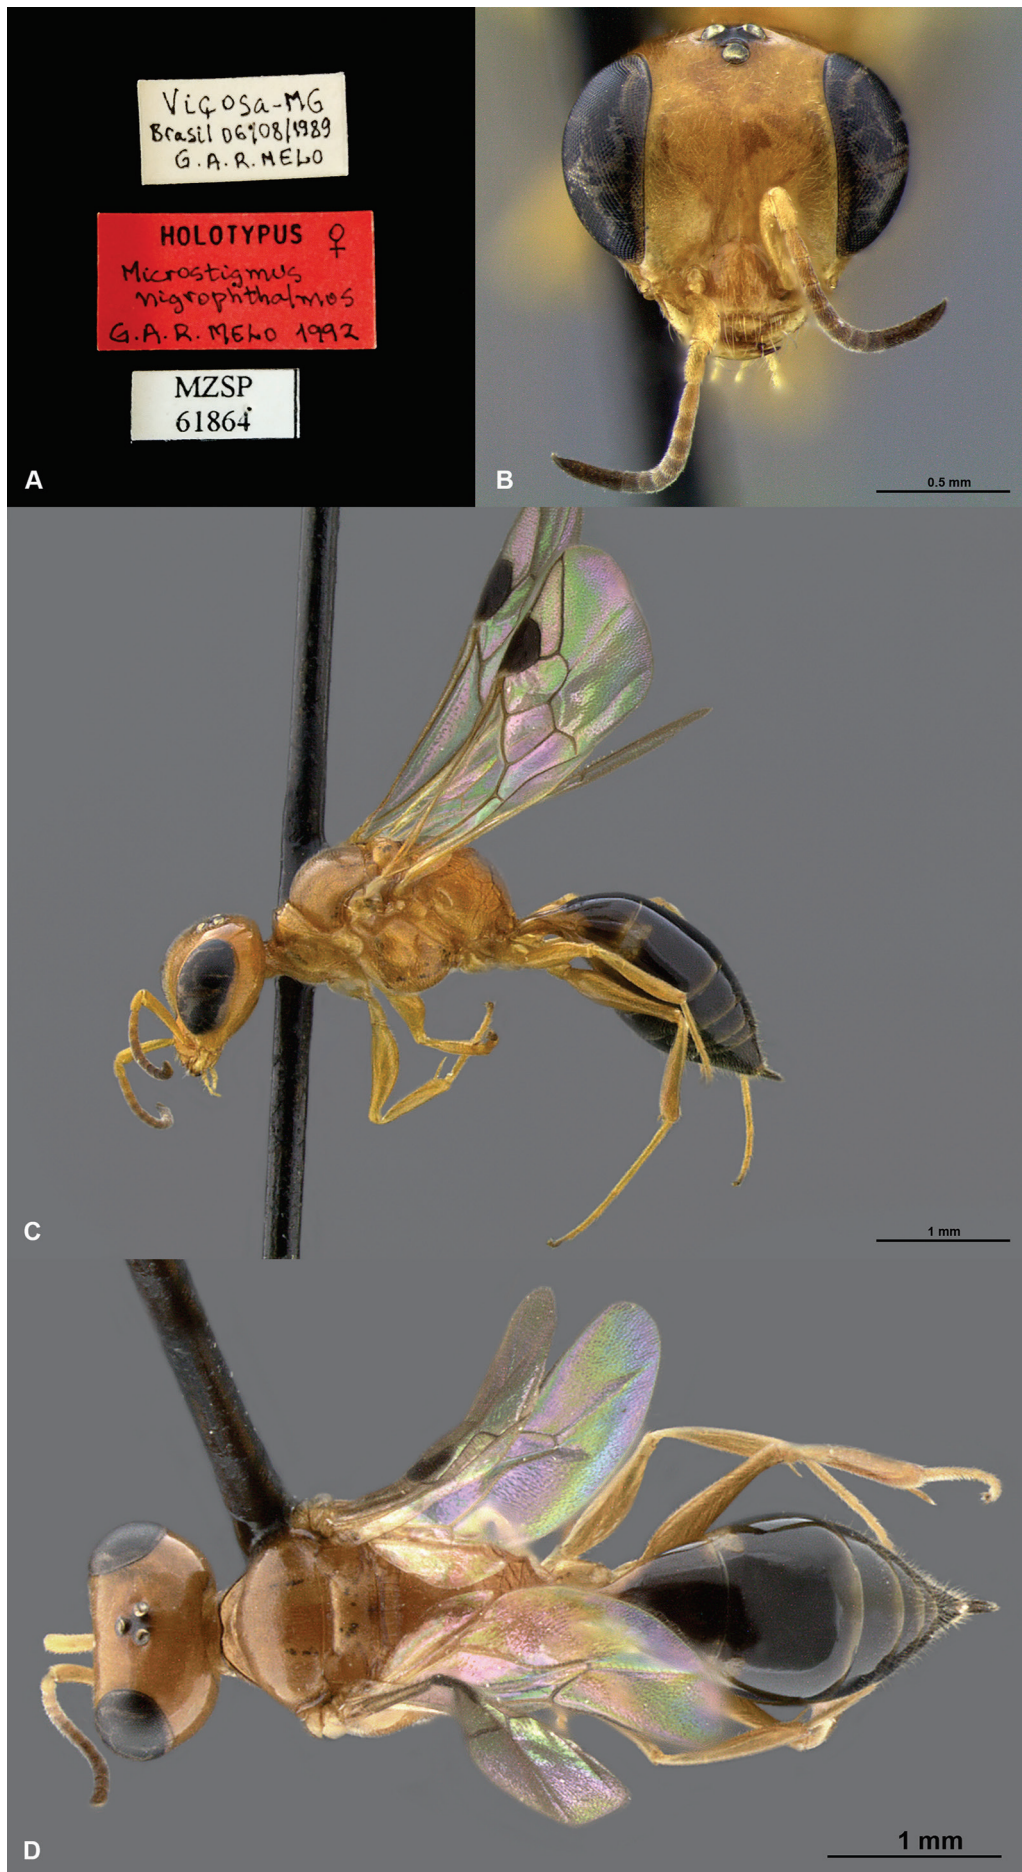 Viçosa-MG
Brasil 06/08/1989
G.A.R. MELO
HOLOTYPUS ♀
Microstigmus
nigrophthalmos
G.A.R. MELO 1992
MZSP
61864
A
B
0.5 mm
C
1 mm
D
1 mm